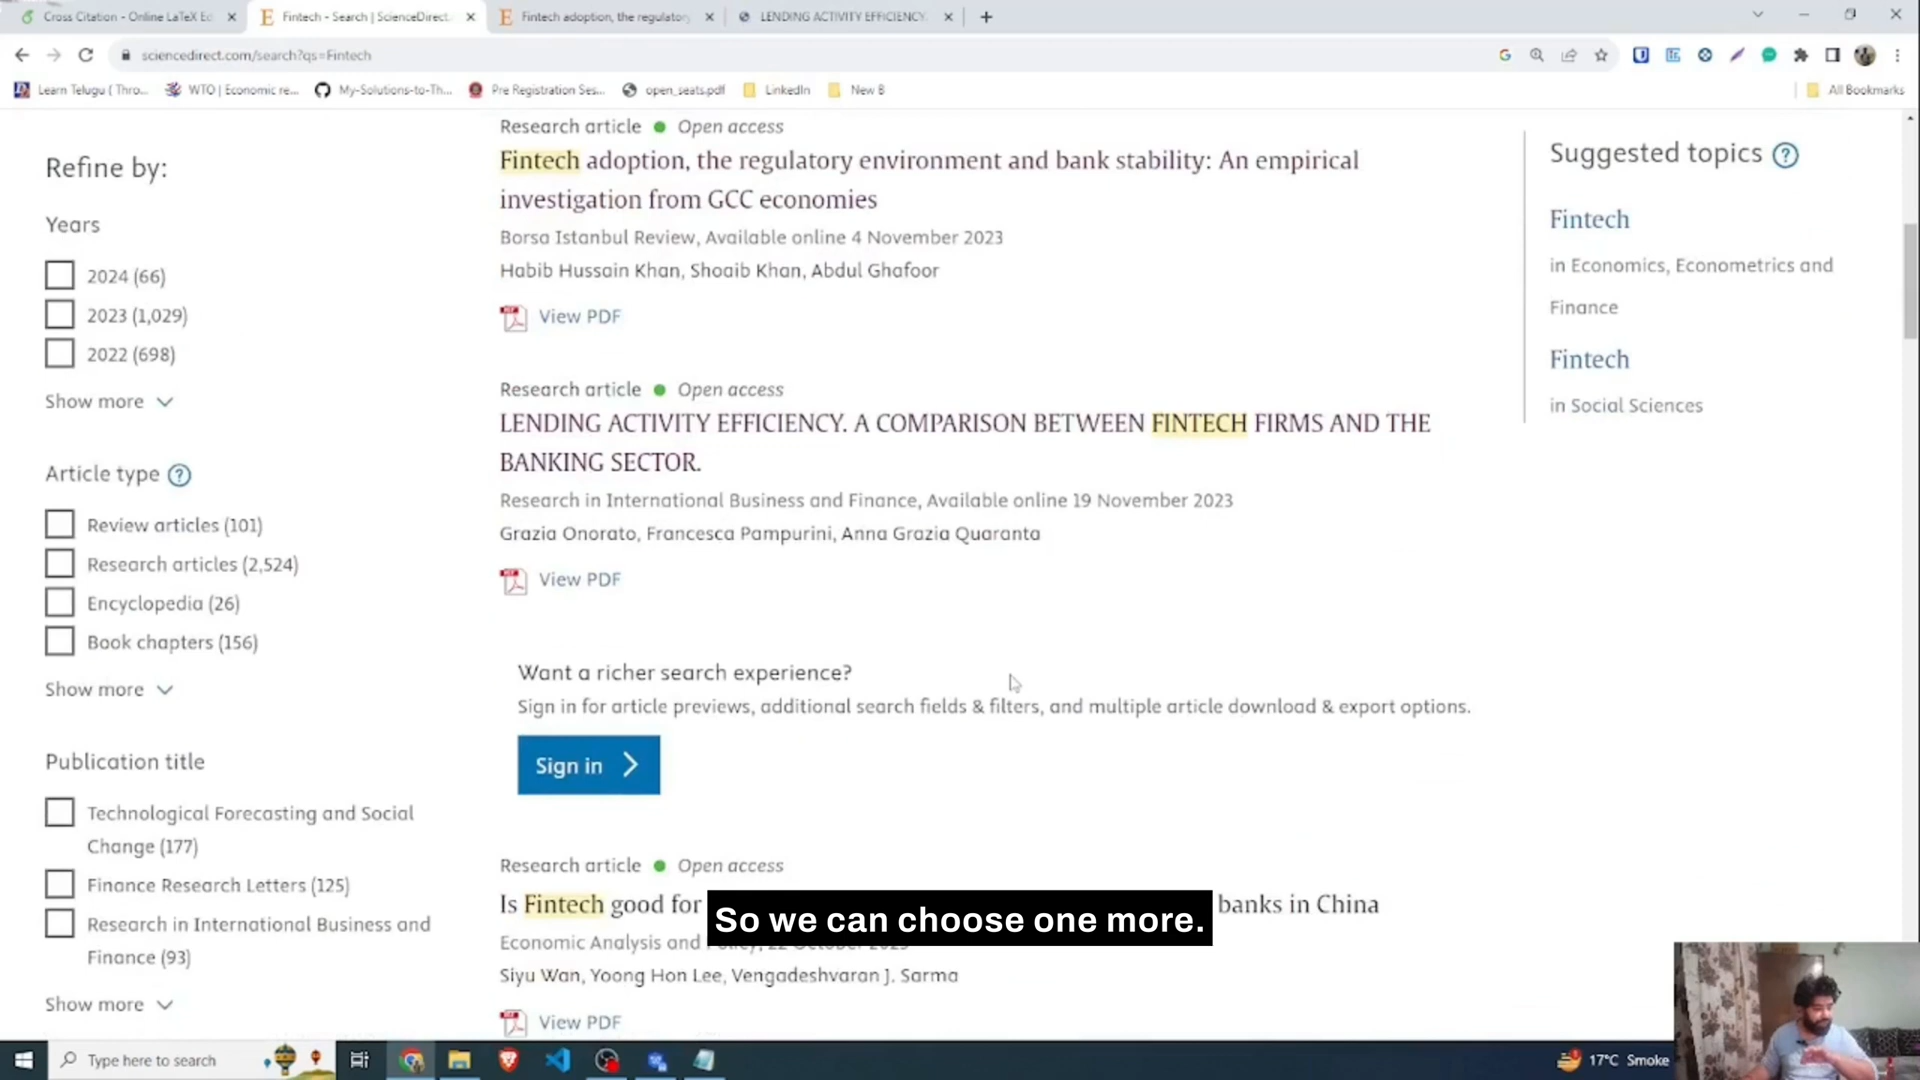 Cross Citation - Online LaTeX Ed
Fintech - Search | ScienceDirect.
Fintech adoption, the regulatory
LENDING ACTIVITY EFFICIENCY.
sciencedirect.com/search?qs=Fintech
Learn Telugu ( Thro...
WTO | Economic re...
My-Solutions-to-Th...
Pre Registration Ses...
open_seats.pdf
LinkedIn
New B
All Bookmarks
Refine by:
Years
2024 (66)
2023 (1,029)
2022 (698)
Show more
Article type
Review articles (101)
Research articles (2,524)
Encyclopedia (26)
Book chapters (156)
Show more
Publication title
Technological Forecasting and Social
Change (177)
Finance Research Letters (125)
Research in International Business and
Finance (93)
Show more
Research article Open access
Fintech adoption, the regulatory environment and bank stability: An empirical
investigation from GCC economies
Borsa Istanbul Review, Available online 4 November 2023
Habib Hussain Khan, Shoaib Khan, Abdul Ghafoor
View PDF
Research article Open access
LENDING ACTIVITY EFFICIENCY. A COMPARISON BETWEEN FINTECH FIRMS AND THE
BANKING SECTOR.
Research in International Business and Finance, Available online 19 November 2023
Grazia Onorato, Francesca Pampurini, Anna Grazia Quaranta
View PDF
Want a richer search experience?
Sign in for article previews, additional search fields & filters, and multiple article download & export options.
Sign in
Research article Open access
Is Fintech good for banks in China
Economic Analysis and
Siyu Wan, Yoong Hon Lee, Vengadeshvaran J. Sarma
View PDF
Suggested topics
Fintech
in Economics, Econometrics and
Finance
Fintech
in Social Sciences
So we can choose one more.
Type here to search
17°C Smoke